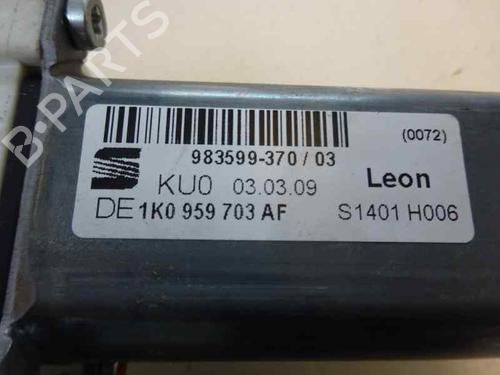 B-PARTS
(0072)
983599-370 / 03
KU0 03.03.09 Leon
DE 1K0 959 703 AF S1401 H006